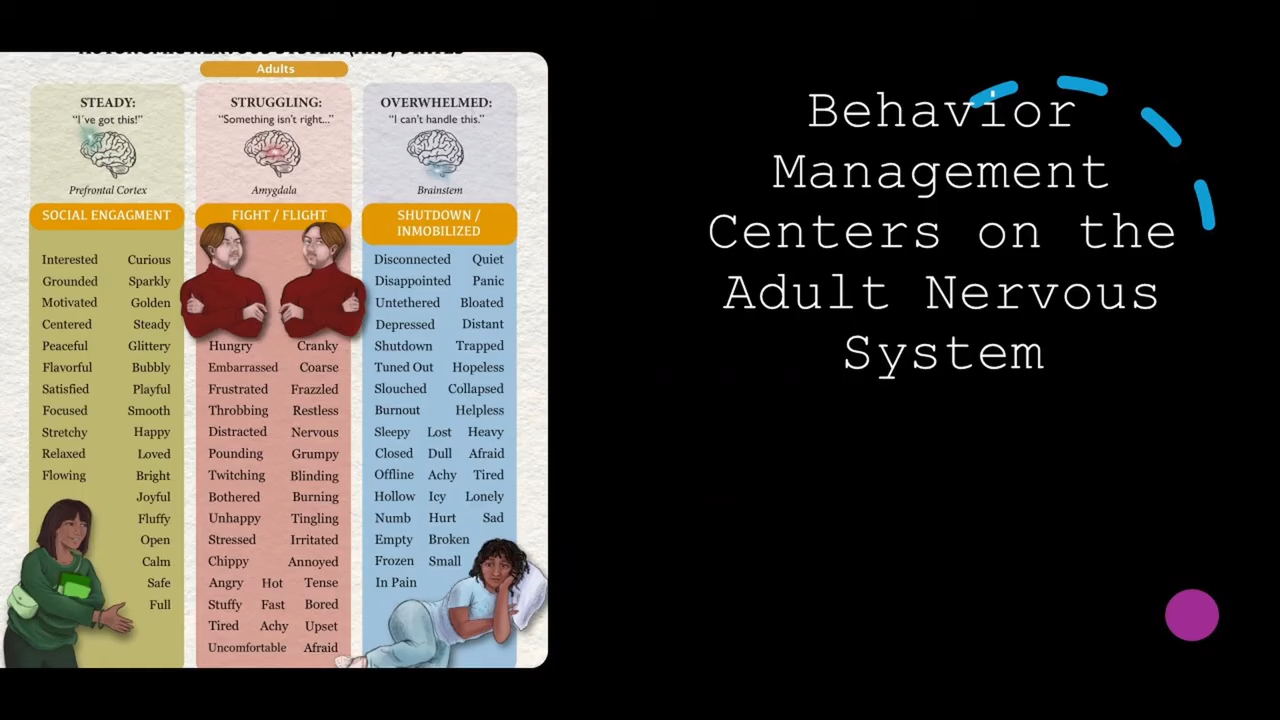 Adults
STEADY:
"I've got this!"
Prefrontal Cortex
SOCIAL ENGAGMENT
Interested Curious
Grounded Sparkly
Motivated Golden
Centered Steady
Peaceful Glittery
Flavorful Bubbly
Satisfied Playful
Focused Smooth
Stretchy Happy
Relaxed Loved
Flowing Bright
Joyful
Fluffy
Open
Calm
Safe
Full
STRUGGLING:
"Something isn't right..."
Amygdala
FIGHT / FLIGHT
Hungry Cranky
Embarrassed Coarse
Frustrated Frazzled
Throbbing Restless
Distracted Nervous
Pounding Grumpy
Twitching Blinding
Bothered Burning
Unhappy Tingling
Stressed Irritated
Chippy Annoyed
Angry Hot Tense
Stuffy Fast Bored
Tired Achy Upset
Uncomfortable Afraid
OVERWHELMED:
"I can't handle this."
Brainstem
SHUTDOWN /
INMOBILIZED
Disconnected Quiet
Disappointed Panic
Untethered Bloated
Depressed Distant
Shutdown Trapped
Tuned Out Hopeless
Slouched Collapsed
Burnout Helpless
Sleepy Lost Heavy
Closed Dull Afraid
Offline Achy Tired
Hollow Icy Lonely
Numb Hurt Sad
Empty Broken
Frozen Small
In Pain
Behavior
Management
Centers on the
Adult Nervous
System